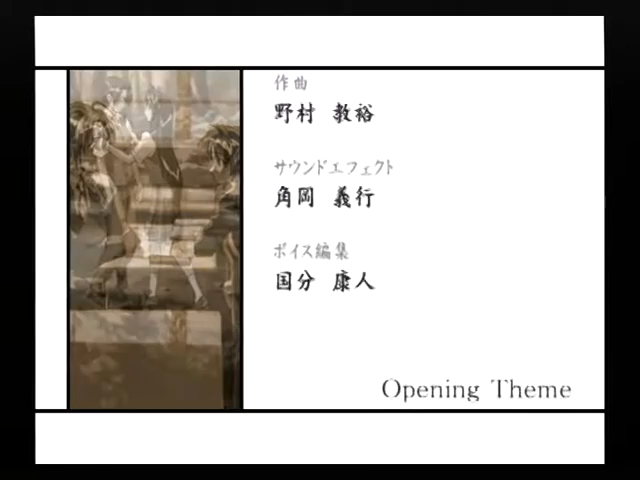 作曲
野村 教裕
サウンドエフェクト
角岡 義行
ボイス編集
国分 康人
Opening Theme